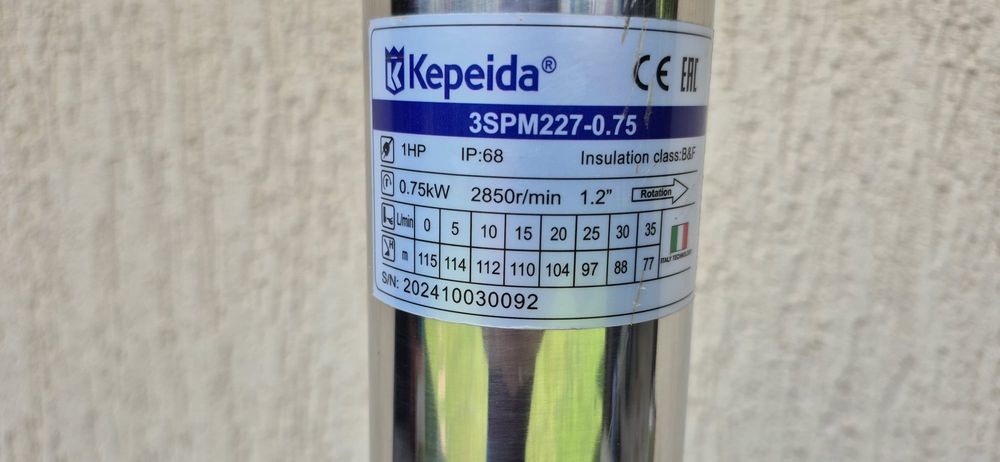 Kepeida® CE EAC
3SPM227-0.75
1HP IP:68 Insulation class:B&F
0.75kW 2850r/min 1.2” Rotation
L/min 0 5 10 15 20 25 30 35
H
m 115 114 112 110 104 97 88 77
ITALY TECHNOLOGY
S/N: 202410030092